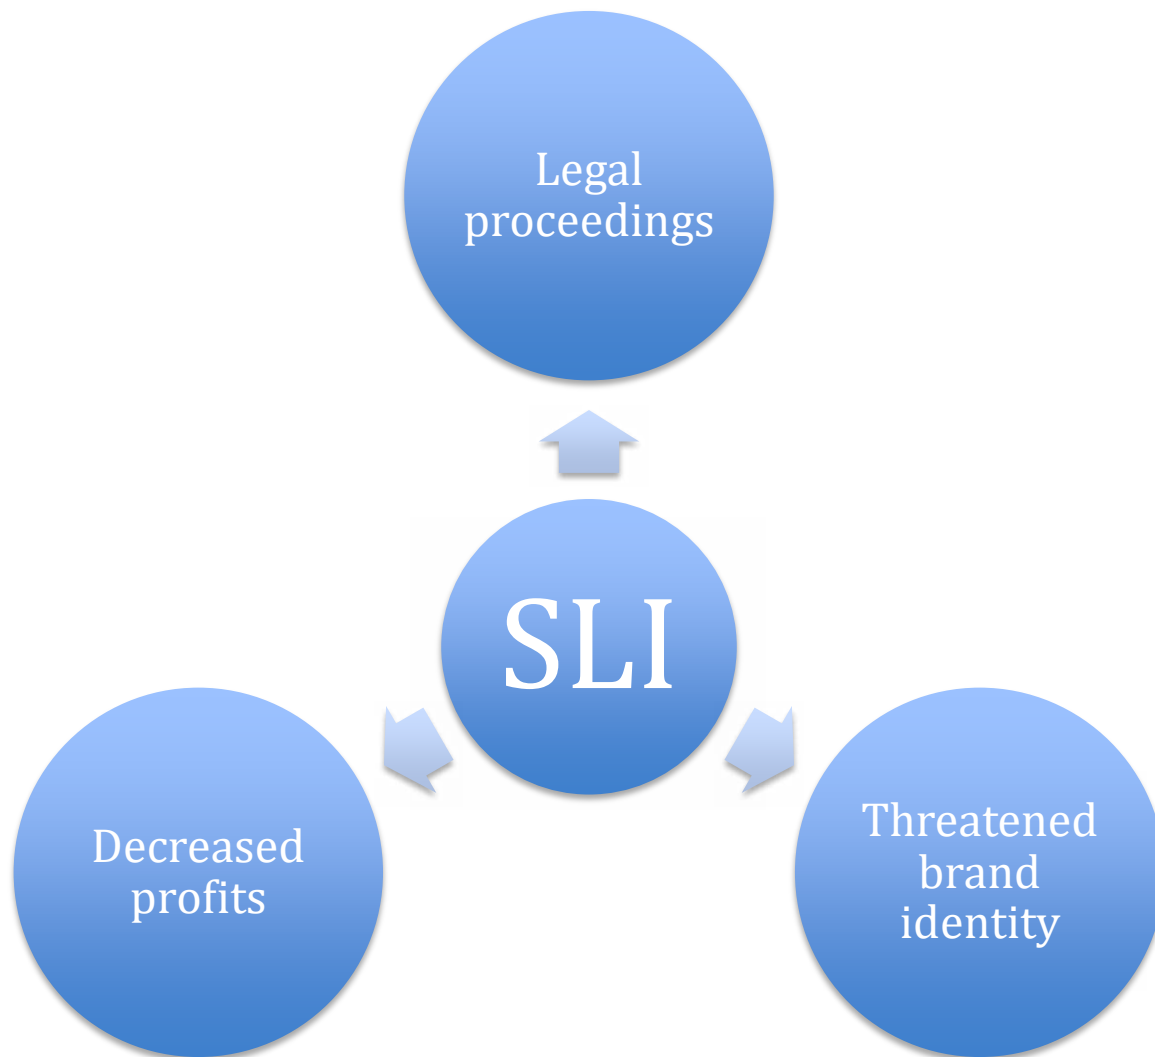 Legal
proceedings
SLI
Decreased
profits
Threatened
brand
identity